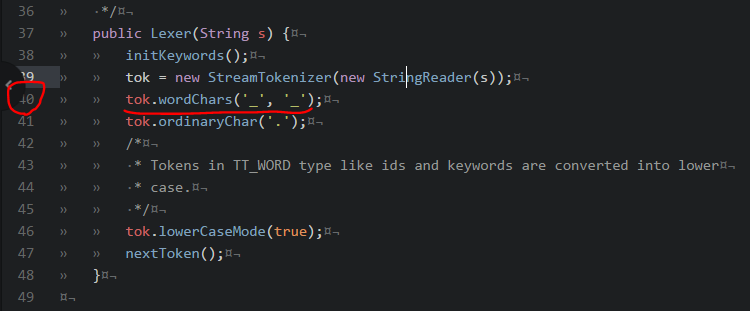 36 » ·*/¤¬
37 » public Lexer(String s) {¤¬
38 » » initKeywords();¤¬
39 » » tok = new StreamTokenizer(new StringReader(s));¤¬
40 » » tok.wordChars('_', '_');¤¬
41 » » tok.ordinaryChar('.');¤¬
42 » » /*¤¬
43 » » ·* Tokens in TT_WORD type like ids and keywords are converted into lower¤¬
44 » » ·* case.¤¬
45 » » ·*/¤¬
46 » » tok.lowerCaseMode(true);¤¬
47 » » nextToken();¤¬
48 » }¤¬
49 ¤¬